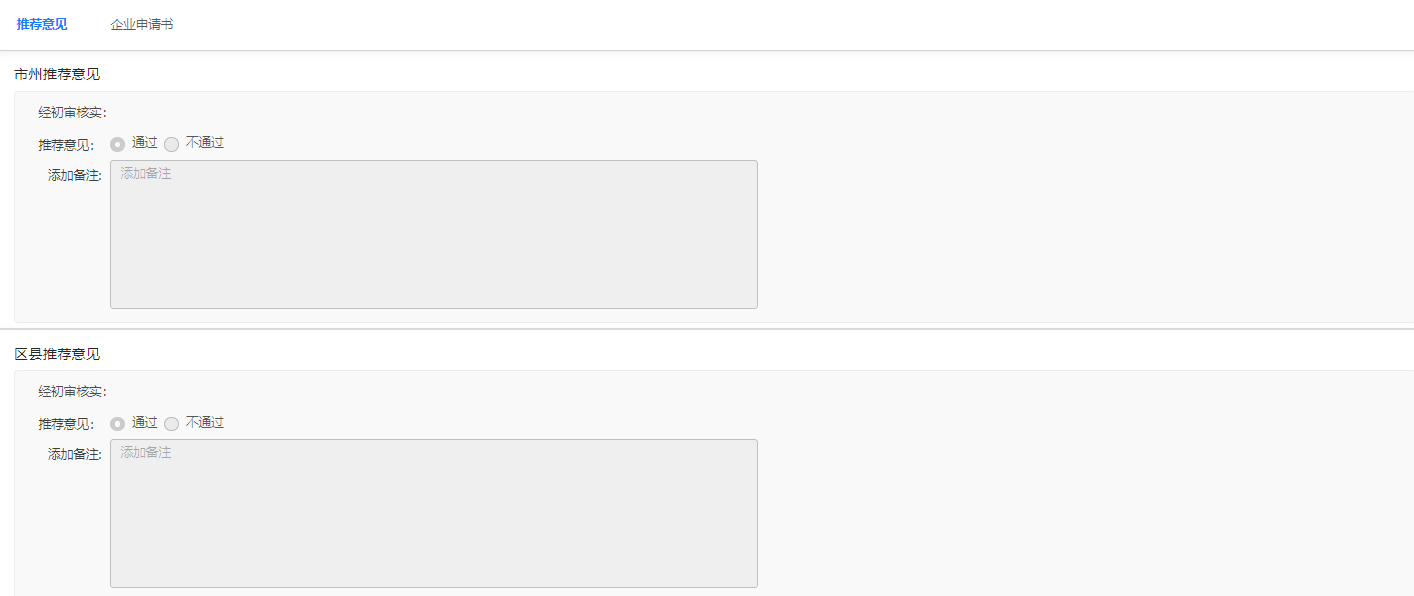 推荐意见 企业申请书
市州推荐意见
经初审核实:
推荐意见: 通过 不通过
添加备注: 添加备注
区县推荐意见
经初审核实:
推荐意见: 通过 不通过
添加备注: 添加备注